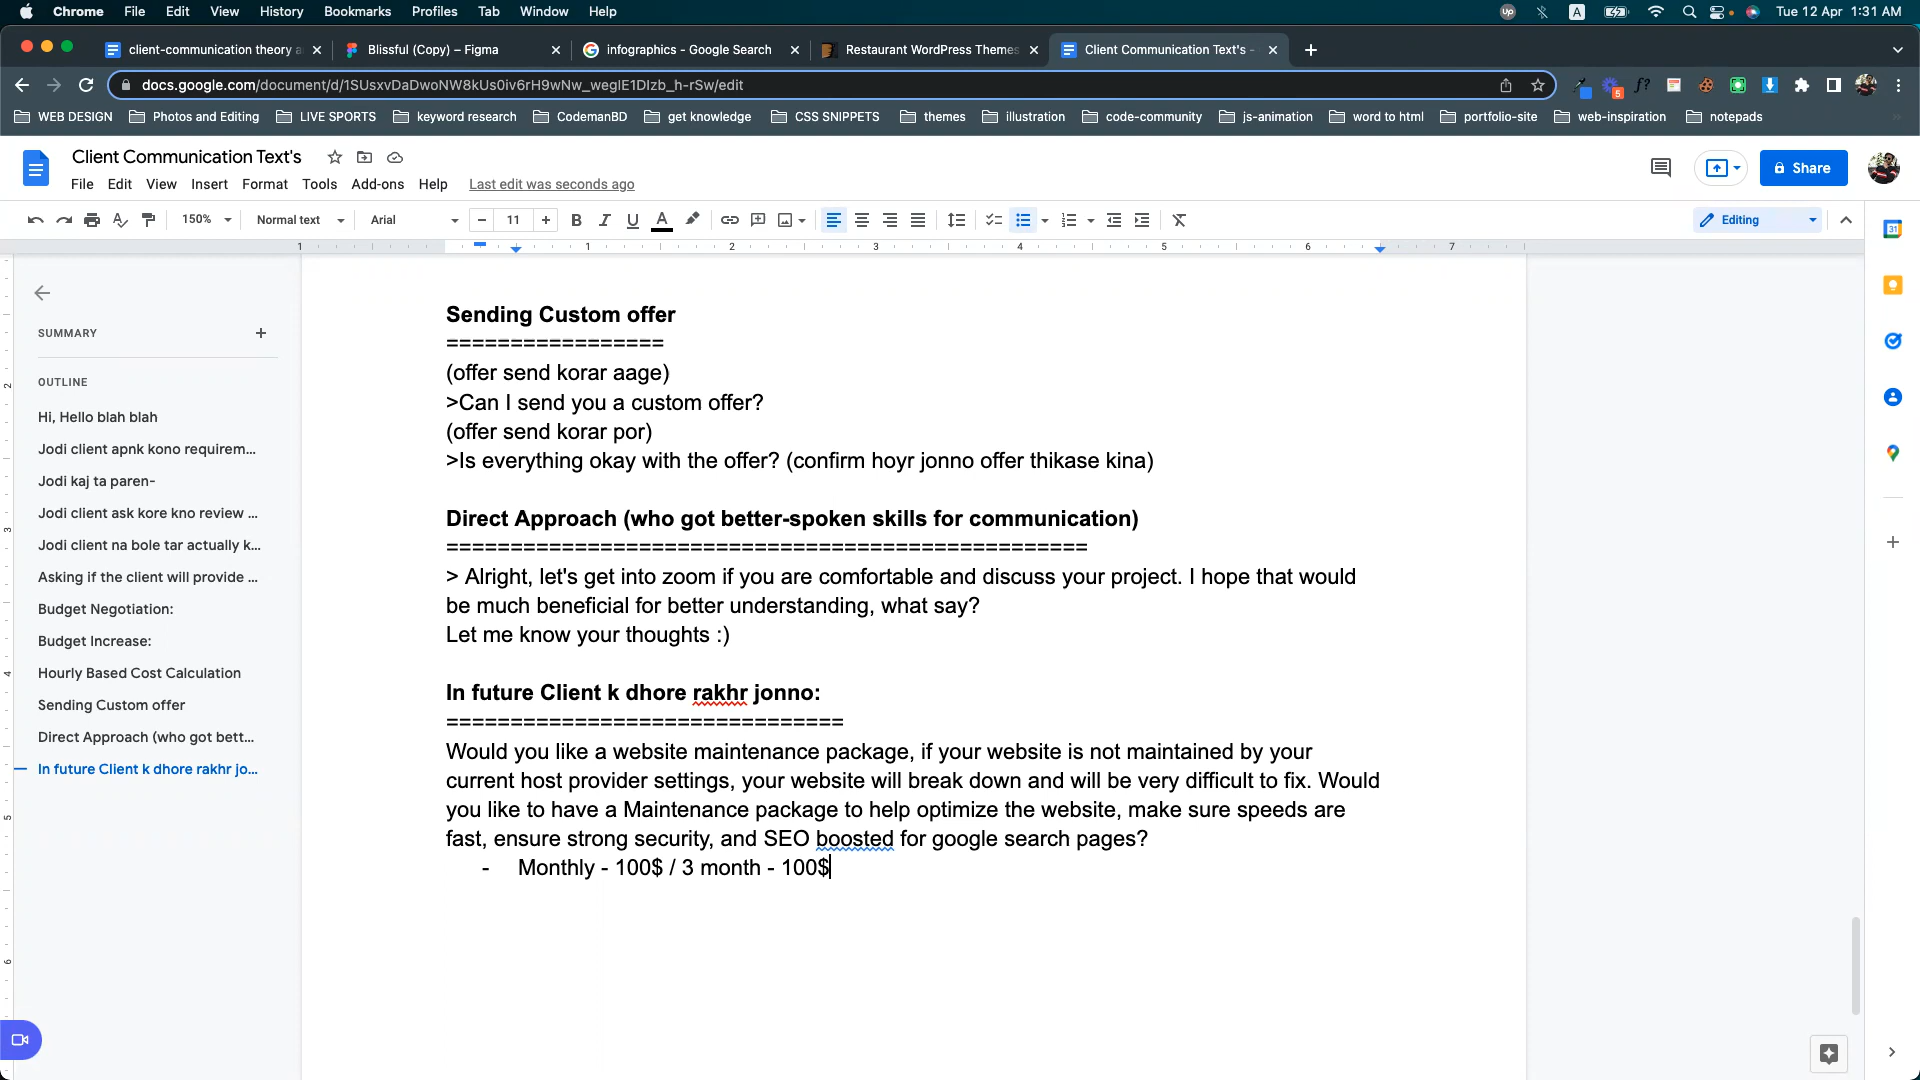 Chrome File Edit View History Bookmarks Profiles Tab Window Help Tue 12 Apr 1:31 AM
client-communication theory a Blissful (Copy) – Figma infographics - Google Search Restaurant WordPress Themes Client Communication Text's -
docs.google.com/document/d/1SUsxvDaDwoNW8kUs0iv6rH9wNw_wegIE1DIzb_h-rSw/edit
WEB DESIGN Photos and Editing LIVE SPORTS keyword research CodemanBD get knowledge CSS SNIPPETS themes illustration code-community js-animation word to html portfolio-site web-inspiration notepads
Client Communication Text's
File Edit View Insert Format Tools Add-ons Help Last edit was seconds ago
Share
150% Normal text Arial 11 Editing
1 1 2 3 4 5 6 7
SUMMARY
OUTLINE
Hi, Hello blah blah
Jodi client apnk kono requirem...
Jodi kaj ta paren-
Jodi client ask kore kno review ...
Jodi client na bole tar actually k...
Asking if the client will provide ...
Budget Negotiation:
Budget Increase:
Hourly Based Cost Calculation
Sending Custom offer
Direct Approach (who got bett...
In future Client k dhore rakhr jo...
Sending Custom offer
=================
(offer send korar aage)
>Can I send you a custom offer?
(offer send korar por)
>Is everything okay with the offer? (confirm hoyr jonno offer thikase kina)
Direct Approach (who got better-spoken skills for communication)
==================================================
> Alright, let's get into zoom if you are comfortable and discuss your project. I hope that would
be much beneficial for better understanding, what say?
Let me know your thoughts :)
In future Client k dhore rakhr jonno:
===============================
Would you like a website maintenance package, if your website is not maintained by your
current host provider settings, your website will break down and will be very difficult to fix. Would
you like to have a Maintenance package to help optimize the website, make sure speeds are
fast, ensure strong security, and SEO boosted for google search pages?
- Monthly - 100$ / 3 month - 100$